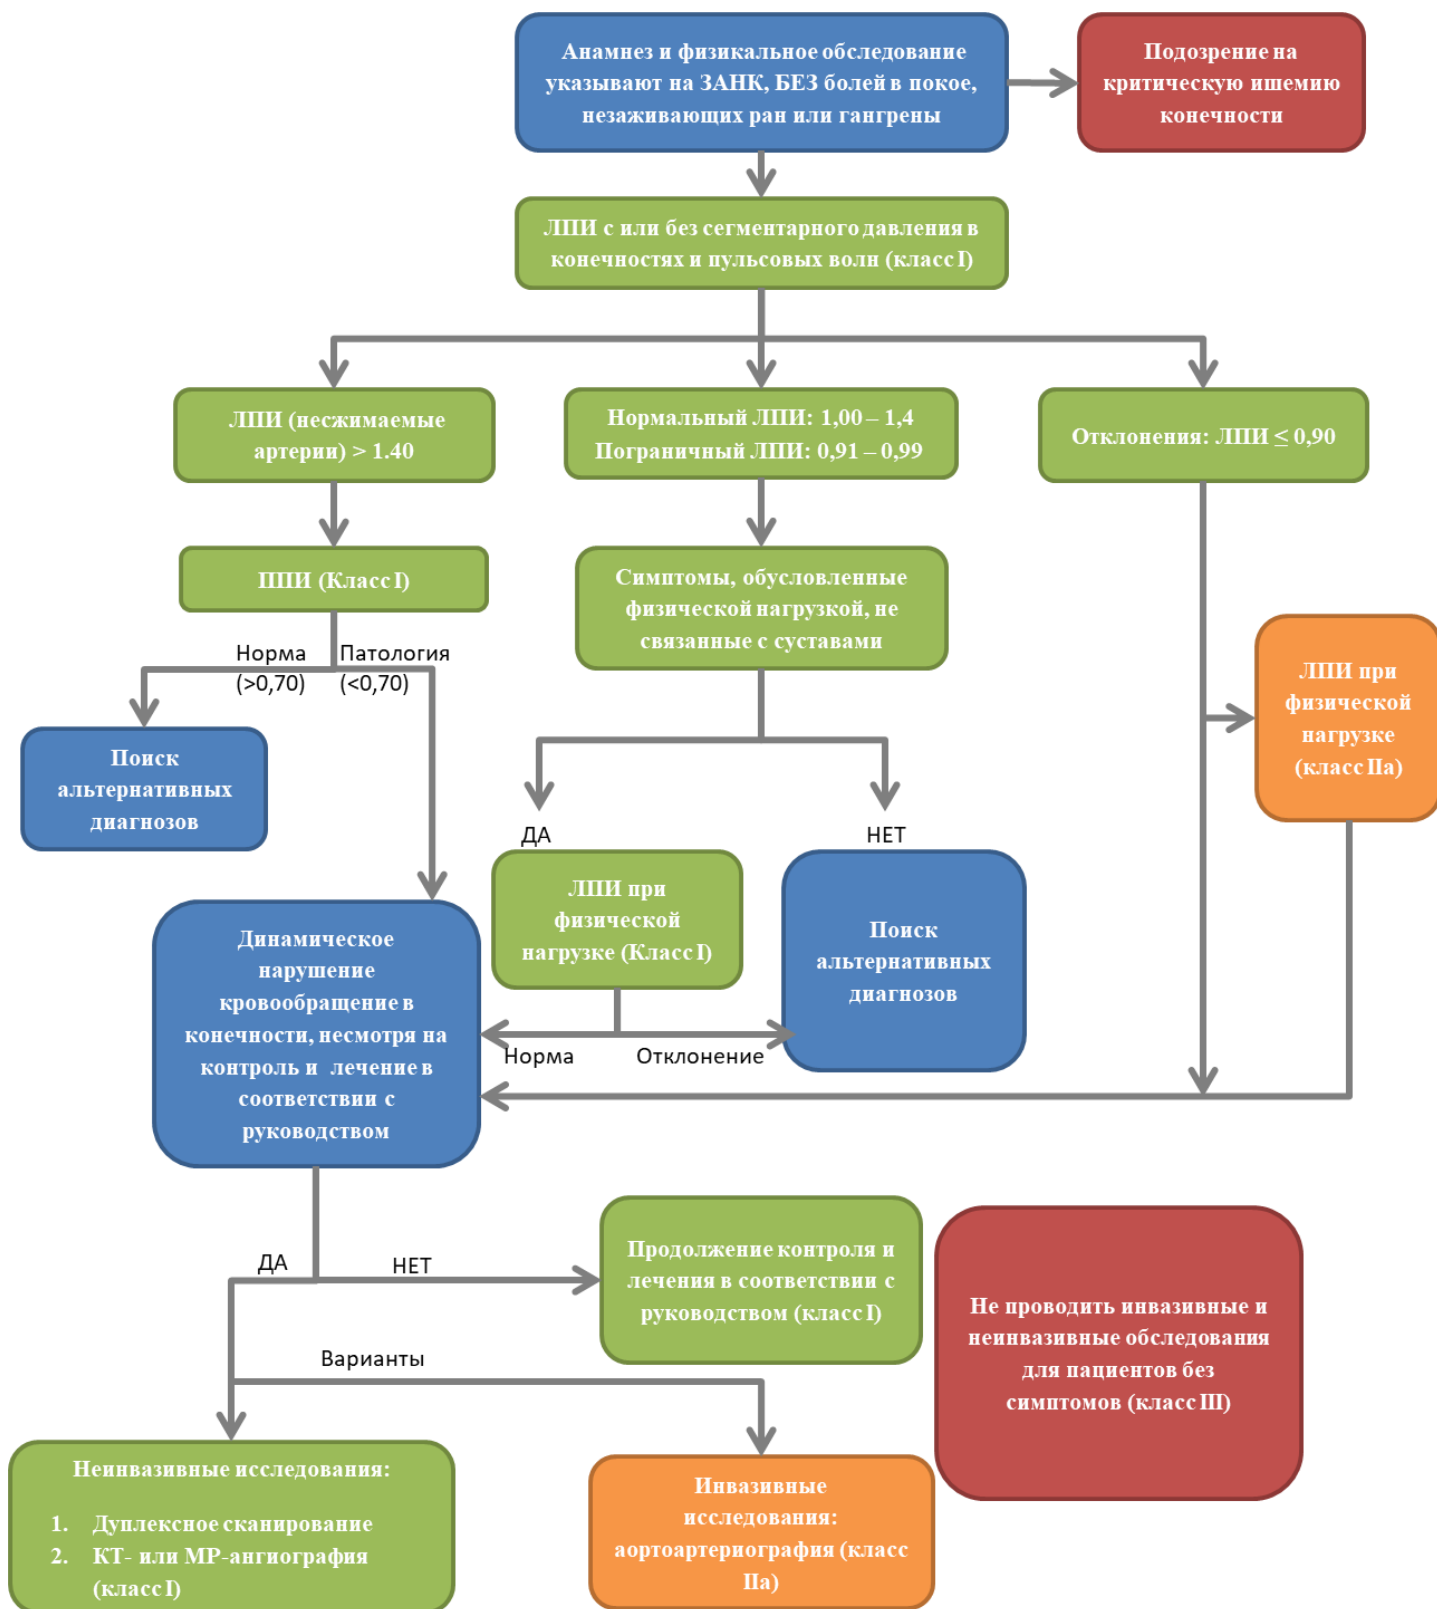 Анамнез и физикальное обследование
указывают на ЗАНК, БЕЗ болей в покое,
незаживающих ран или гангрены
Подозрение на
критическую ишемию
конечности
ЛПИ с или без сегментарного давления в
конечностях и пульсовых волн (класс I)
ЛПИ (несжимаемые
артерии) > 1.40
Нормальный ЛПИ: 1,00 – 1,4
Пограничный ЛПИ: 0,91 – 0,99
Отклонения: ЛПИ ≤ 0,90
ППИ (Класс I)
Симптомы, обусловленные
физической нагрузкой, не
связанные с суставами
Норма
(>0,70)
Патология
(<0,70)
ЛПИ при
физической
нагрузке
(класс IIa)
Поиск
альтернативных
диагнозов
ДА
НЕТ
ЛПИ при
физической
нагрузке (Класс I)
Поиск
альтернативных
диагнозов
Динамическое
нарушение
кровообращение в
конечности, несмотря на
контроль и лечение в
соответствии с
руководством
Норма
Отклонение
ДА
НЕТ
Продолжение контроля и
лечения в соответствии с
руководством (класс I)
Не проводить инвазивные и
неинвазивные обследования
для пациентов без
симптомов (класс III)
Варианты
Неинвазивные исследования:
1. Дуплексное сканирование
2. КТ- или МР-ангиография
(класс I)
Инвазивные
исследования:
аортоартериография (класс
IIa)